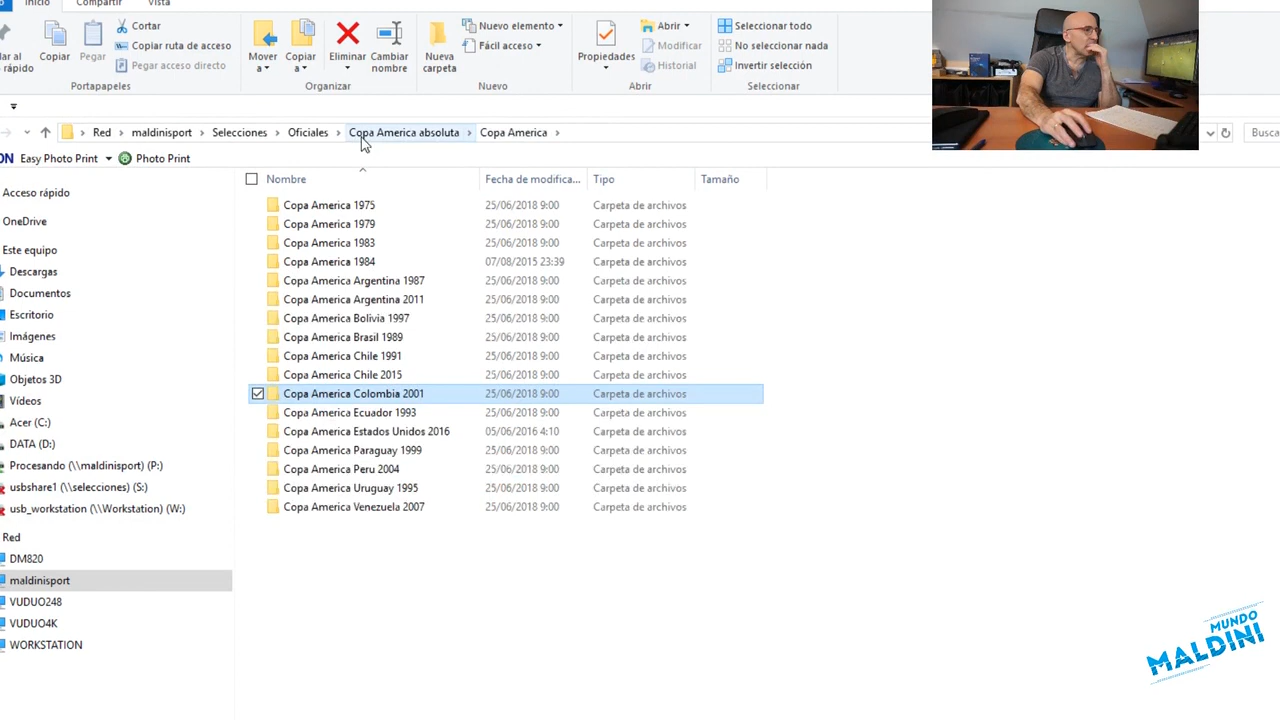 Inicio Compartir Vista
Copiar
Pegar
Cortar
Copiar ruta de acceso
Pegar acceso directo
rápido
Portapapeles
Mover a
Copiar a
Eliminar
Cambiar nombre
Organizar
Nueva carpeta
Nuevo elemento
Fácil acceso
Nuevo
Propiedades
Abrir
Modificar
Historial
Abrir
Seleccionar todo
No seleccionar nada
Invertir selección
Seleccionar
Red > maldinisport > Selecciones > Oficiales > Copa America absoluta > Copa America >
Busca
ON Easy Photo Print Photo Print
Nombre Fecha de modifica... Tipo Tamaño
Copa America 1975 25/06/2018 9:00 Carpeta de archivos
Copa America 1979 25/06/2018 9:00 Carpeta de archivos
Copa America 1983 25/06/2018 9:00 Carpeta de archivos
Copa America 1984 07/08/2015 23:39 Carpeta de archivos
Copa America Argentina 1987 25/06/2018 9:00 Carpeta de archivos
Copa America Argentina 2011 25/06/2018 9:00 Carpeta de archivos
Copa America Bolivia 1997 25/06/2018 9:00 Carpeta de archivos
Copa America Brasil 1989 25/06/2018 9:00 Carpeta de archivos
Copa America Chile 1991 25/06/2018 9:00 Carpeta de archivos
Copa America Chile 2015 25/06/2018 9:00 Carpeta de archivos
Copa America Colombia 2001 25/06/2018 9:00 Carpeta de archivos
Copa America Ecuador 1993 25/06/2018 9:00 Carpeta de archivos
Copa America Estados Unidos 2016 05/06/2016 4:10 Carpeta de archivos
Copa America Paraguay 1999 25/06/2018 9:00 Carpeta de archivos
Copa America Peru 2004 25/06/2018 9:00 Carpeta de archivos
Copa America Uruguay 1995 25/06/2018 9:00 Carpeta de archivos
Copa America Venezuela 2007 25/06/2018 9:00 Carpeta de archivos
Acceso rápido
OneDrive
Este equipo
Descargas
Documentos
Escritorio
Imágenes
Música
Objetos 3D
Vídeos
Acer (C:)
DATA (D:)
Procesando (\\maldinisport) (P:)
usbshare1 (\\selecciones) (S:)
usb_workstation (\\Workstation) (W:)
Red
DM820
maldinisport
VUDUO248
VUDUO4K
WORKSTATION
MUNDO
MALDINI